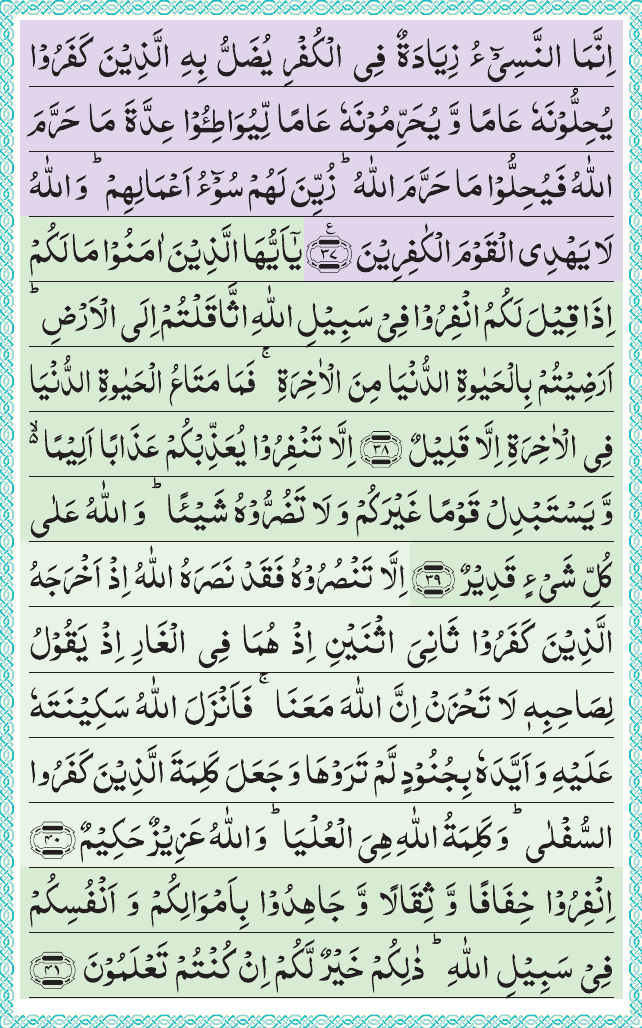 اِنَّمَا النَّسِىْٓءُ زِيَادَةٌ فِى الْكُفْرِ يُضَلُّ بِهِ الَّذِيْنَ كَفَرُوْا
يُحِلُّوْنَهٗ عَامًا وَّ يُحَرِّمُوْنَهٗ عَامًا لِّيُوَاطِـُٔوْا عِدَّةَ مَا حَرَّمَ
اللّٰهُ فَيُحِلُّوْا مَا حَرَّمَ اللّٰهُ ؕ زُيِّنَ لَهُمْ سُوْٓءُ اَعْمَالِهِمْ ؕ وَ اللّٰهُ
لَا يَهْدِى الْقَوْمَ الْكٰفِرِيْنَ ﴿۳۷﴾ ع يٰۤاَيُّهَا الَّذِيْنَ اٰمَنُوْا مَا لَكُمْ
اِذَا قِيْلَ لَكُمُ انْفِرُوْا فِىْ سَبِيْلِ اللّٰهِ اثَّاقَلْتُمْ اِلَى الْاَرْضِ ؕ
اَرَضِيْتُمْ بِالْحَيٰوةِ الدُّنْيَا مِنَ الْاٰخِرَةِ ۚ فَمَا مَتَاعُ الْحَيٰوةِ الدُّنْيَا
فِى الْاٰخِرَةِ اِلَّا قَلِيْلٌ ﴿۳۸﴾ اِلَّا تَنْفِرُوْا يُعَذِّبْكُمْ عَذَابًا اَلِيْمًا ۙ۬
وَّ يَسْتَبْدِلْ قَوْمًا غَيْرَكُمْ وَ لَا تَضُرُّوْهُ شَيْـًٔا ؕ وَ اللّٰهُ عَلٰى
كُلِّ شَىْءٍ قَدِيْرٌ ﴿۳۹﴾ اِلَّا تَنْصُرُوْهُ فَقَدْ نَصَرَهُ اللّٰهُ اِذْ اَخْرَجَهُ
الَّذِيْنَ كَفَرُوْا ثَانِىَ اثْنَيْنِ اِذْ هُمَا فِى الْغَارِ اِذْ يَقُوْلُ
لِصَاحِبِهٖ لَا تَحْزَنْ اِنَّ اللّٰهَ مَعَنَا ۚ فَاَنْزَلَ اللّٰهُ سَكِيْنَتَهٗ
عَلَيْهِ وَ اَيَّدَهٗ بِجُنُوْدٍ لَّمْ تَرَوْهَا وَ جَعَلَ كَلِمَةَ الَّذِيْنَ كَفَرُوا
السُّفْلٰى ؕ وَ كَلِمَةُ اللّٰهِ هِىَ الْعُلْيَا ؕ وَ اللّٰهُ عَزِيْزٌ حَكِيْمٌ ﴿۴۰﴾
اِنْفِرُوْا خِفَافًا وَّ ثِقَالًا وَّ جَاهِدُوْا بِاَمْوَالِكُمْ وَ اَنْفُسِكُمْ
فِىْ سَبِيْلِ اللّٰهِ ؕ ذٰلِكُمْ خَيْرٌ لَّكُمْ اِنْ كُنْتُمْ تَعْلَمُوْنَ ﴿۴۱﴾